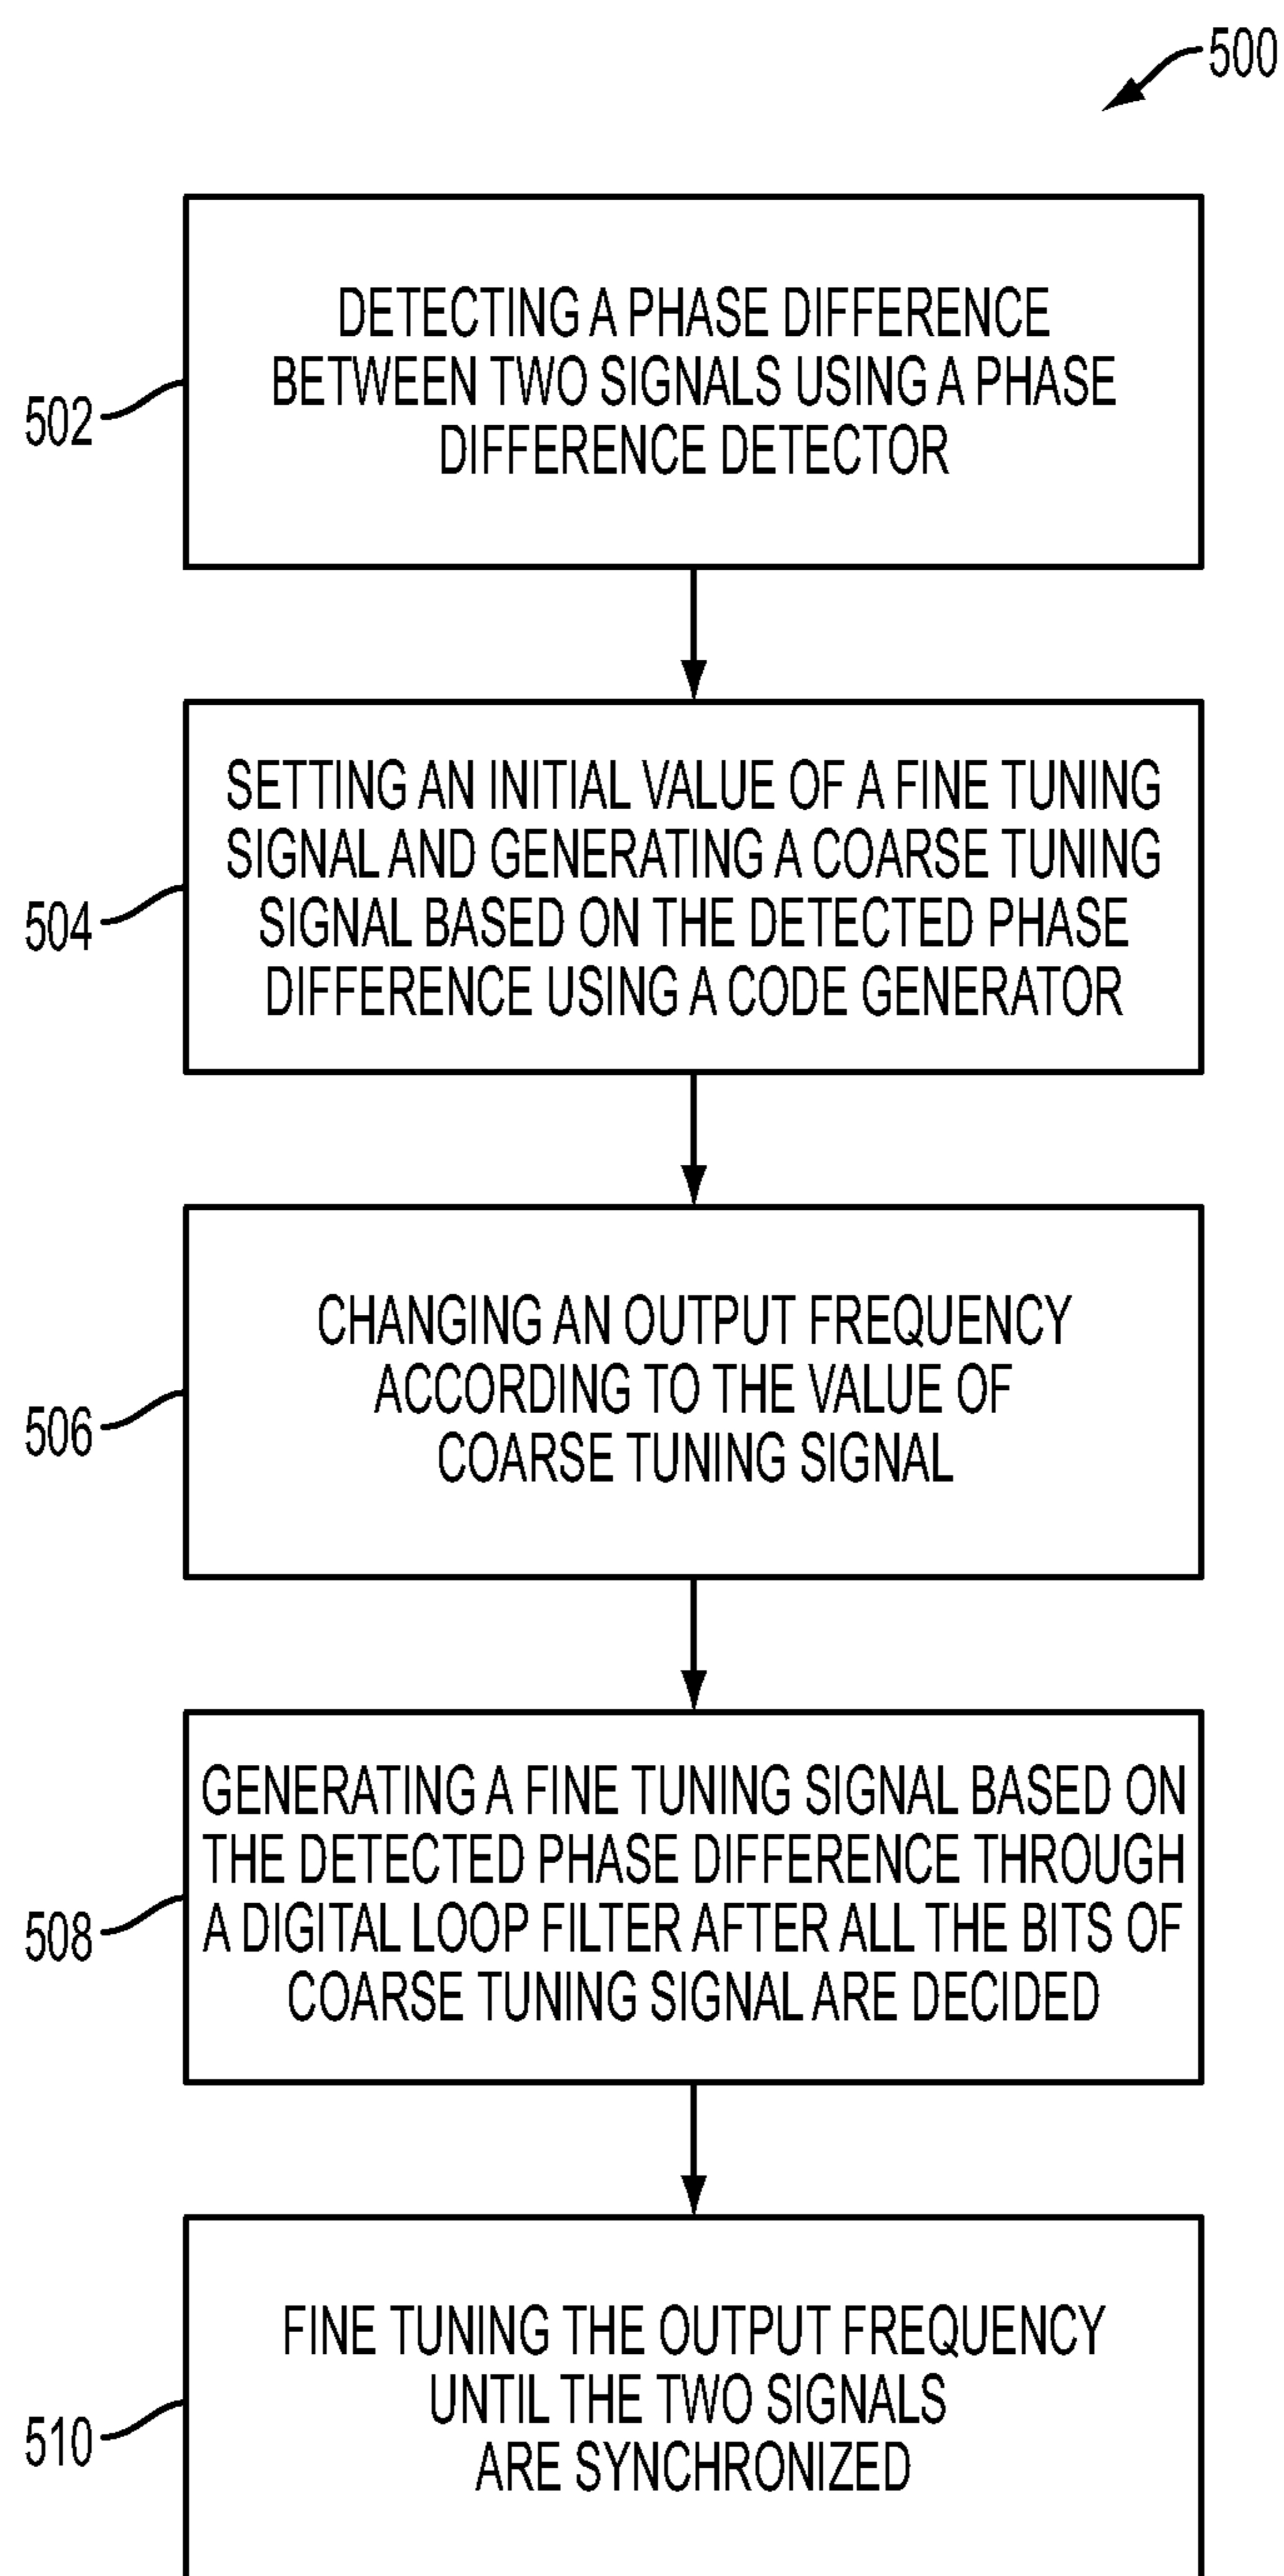 500
DETECTING A PHASE DIFFERENCE
BETWEEN TWO SIGNALS USING A PHASE
DIFFERENCE DETECTOR
502
SETTING AN INITIAL VALUE OF A FINE TUNING
SIGNAL AND GENERATING A COARSE TUNING
SIGNAL BASED ON THE DETECTED PHASE
DIFFERENCE USING A CODE GENERATOR
504
CHANGING AN OUTPUT FREQUENCY
ACCORDING TO THE VALUE OF
COARSE TUNING SIGNAL
506
GENERATING A FINE TUNING SIGNAL BASED ON
THE DETECTED PHASE DIFFERENCE THROUGH
A DIGITAL LOOP FILTER AFTER ALL THE BITS OF
COARSE TUNING SIGNAL ARE DECIDED
508
FINE TUNING THE OUTPUT FREQUENCY
UNTIL THE TWO SIGNALS
ARE SYNCHRONIZED
510